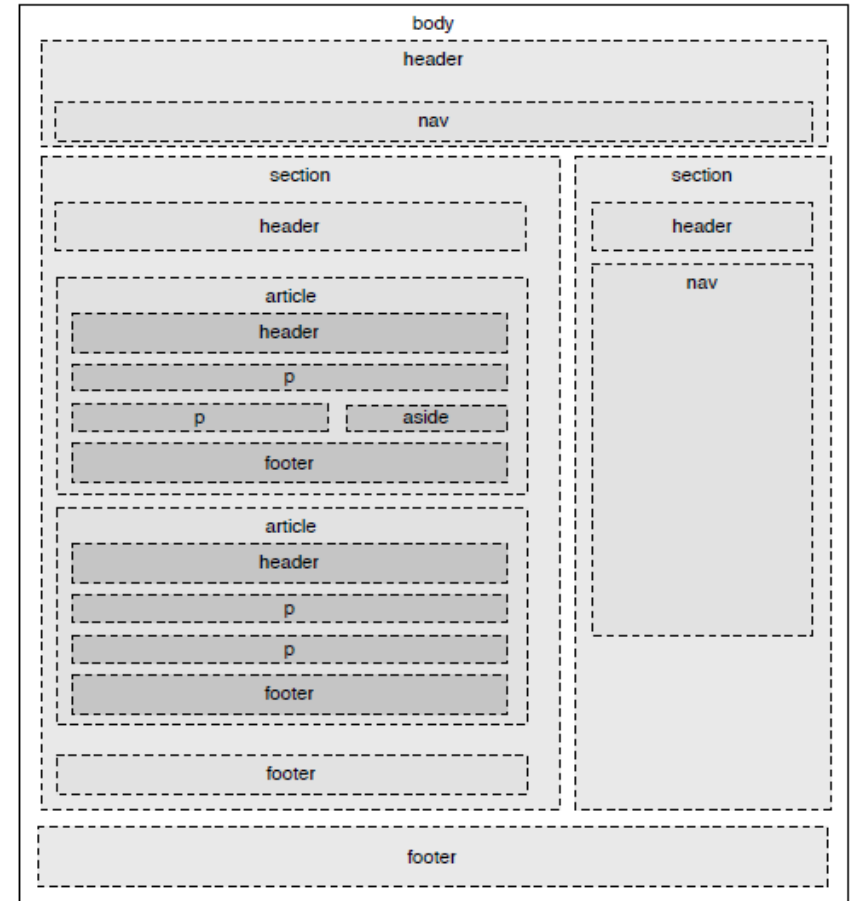 body
header
nav
section
header
article
header
p
p
aside
footer
article
header
p
p
footer
footer
section
header
nav
footer